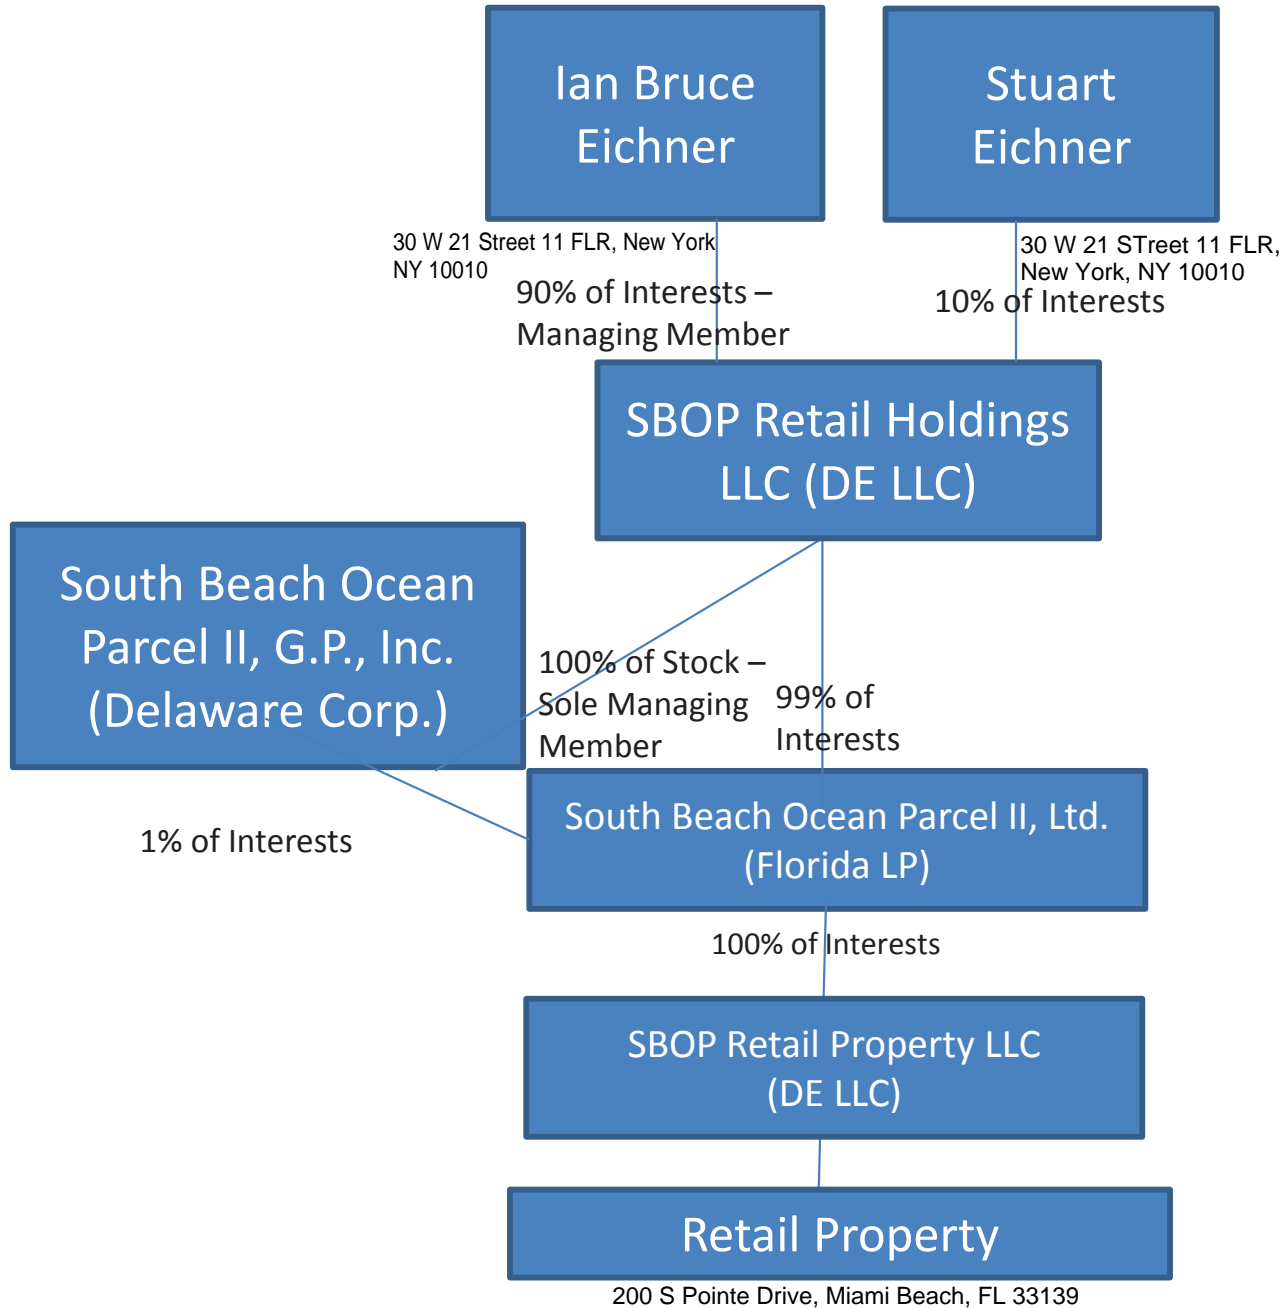 Ian Bruce
Eichner
Stuart
Eichner
30 W 21 Street 11 FLR, New York
NY 10010
30 W 21 STreet 11 FLR,
New York, NY 10010
90% of Interests –
Managing Member
10% of Interests
SBOP Retail Holdings
LLC (DE LLC)
South Beach Ocean
Parcel II, G.P., Inc.
(Delaware Corp.)
100% of Stock –
Sole Managing
Member
99% of
Interests
1% of Interests
South Beach Ocean Parcel II, Ltd.
(Florida LP)
100% of Interests
SBOP Retail Property LLC
(DE LLC)
Retail Property
200 S Pointe Drive, Miami Beach, FL 33139